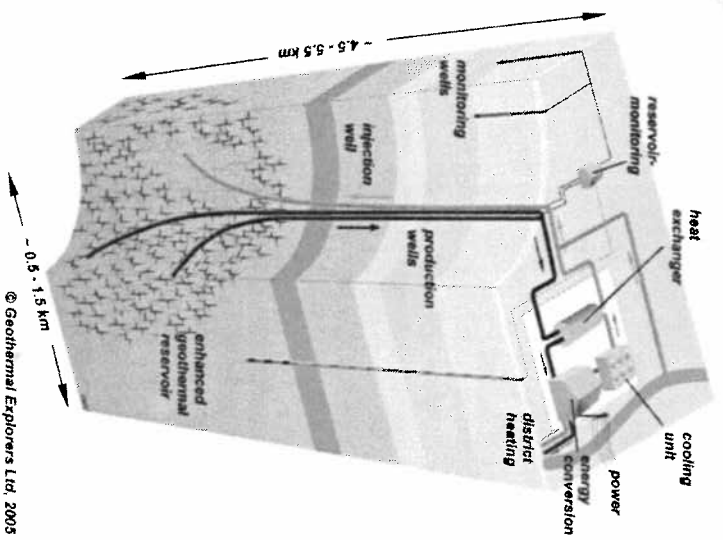 cooling
unit
power
energy
conversion
heat
exchanger
district
heating
reservoir-
monitoring
monitoring
wells
production
wells
injection
well
enhanced
geothermal
reservoir
~ 4.5 - 5.5 km
~ 0.5 - 1.5 km
© Geothermal Explorers Ltd, 2005